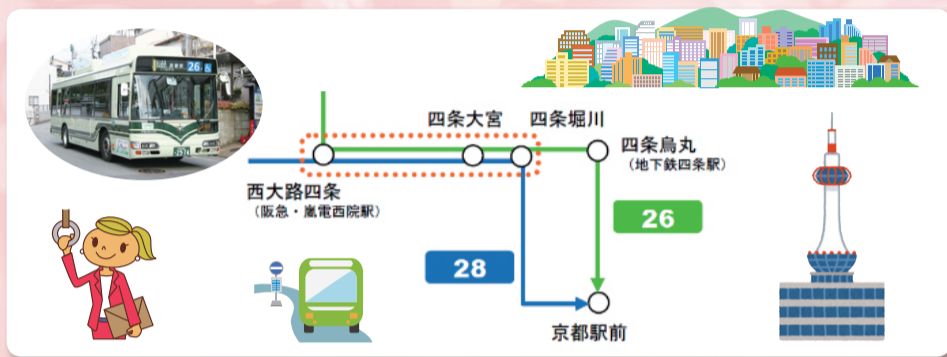 26
四条大宮
四条堀川
四条烏丸
(地下鉄四条駅)
西大路四条
(阪急・嵐電西院駅)
26
28
京都駅前